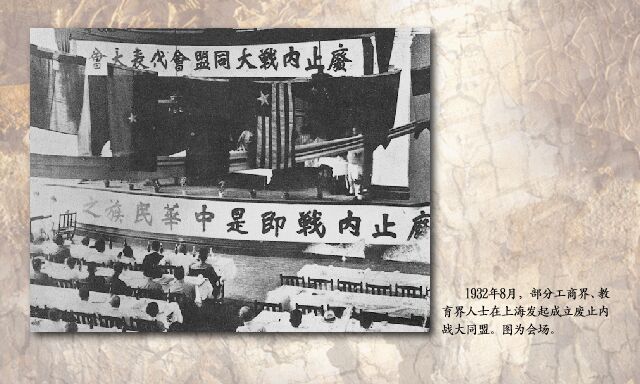 廢止內戰大同盟會代表大會
廢止內戰即是中華民族之
1932年8月，部分工商界、教
育界人士在上海发起成立废止内
战大同盟。图为会场。